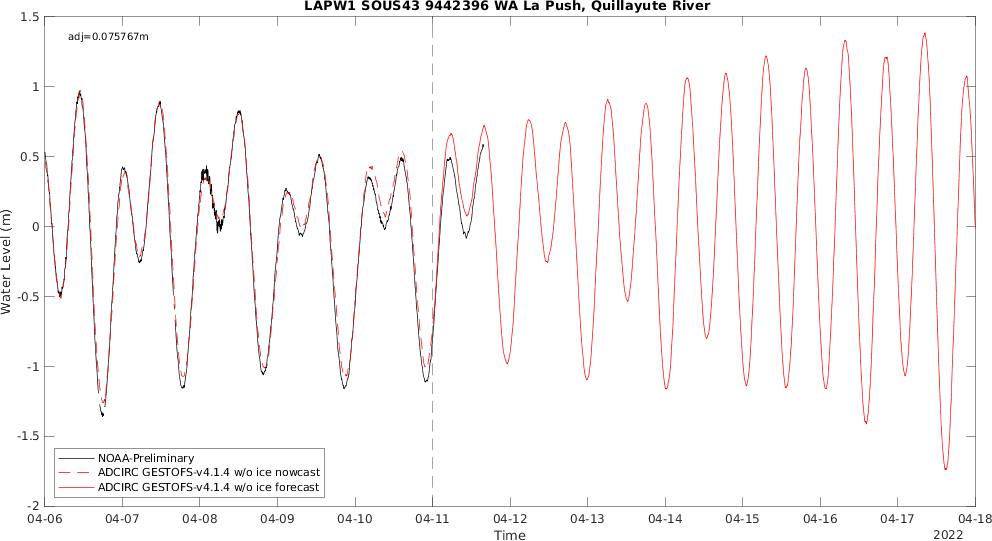 LAPW1 SOUS43 9442396 WA La Push, Quillayute River
1.5
adj=0.075767m
1
0.5
0
-0.5
-1
-1.5
-2
Water Level (m)
NOAA-Preliminary
ADCIRC GESTOFS-v4.1.4 w/o ice nowcast
ADCIRC GESTOFS-v4.1.4 w/o ice forecast
04-06 04-07 04-08 04-09 04-10 04-11 04-12 04-13 04-14 04-15 04-16 04-17 04-18
Time
2022